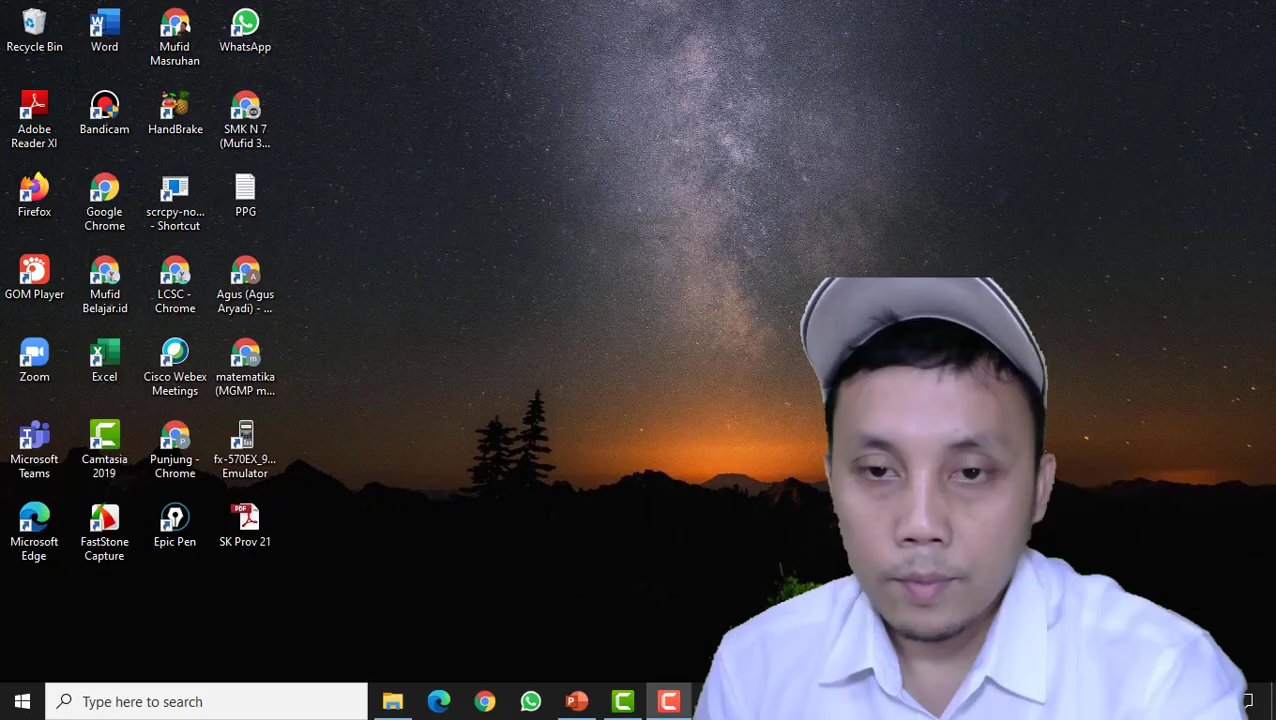 Recycle Bin
Word
Mufid
Masruhan
WhatsApp
Adobe
Reader XI
Bandicam
HandBrake
SMK N 7
(Mufid 3...
Firefox
Google
Chrome
scrcpy-no...
- Shortcut
PPG
GOM Player
Mufid
Belajar.id
LCSC -
Chrome
Agus (Agus
Aryadi) - ...
Zoom
Excel
Cisco Webex
Meetings
matematika
(MGMP m...
Microsoft
Teams
Camtasia
2019
Punjung -
Chrome
fx-570EX_9...
Emulator
Microsoft
Edge
FastStone
Capture
Epic Pen
PDF
SK Prov 21
Type here to search